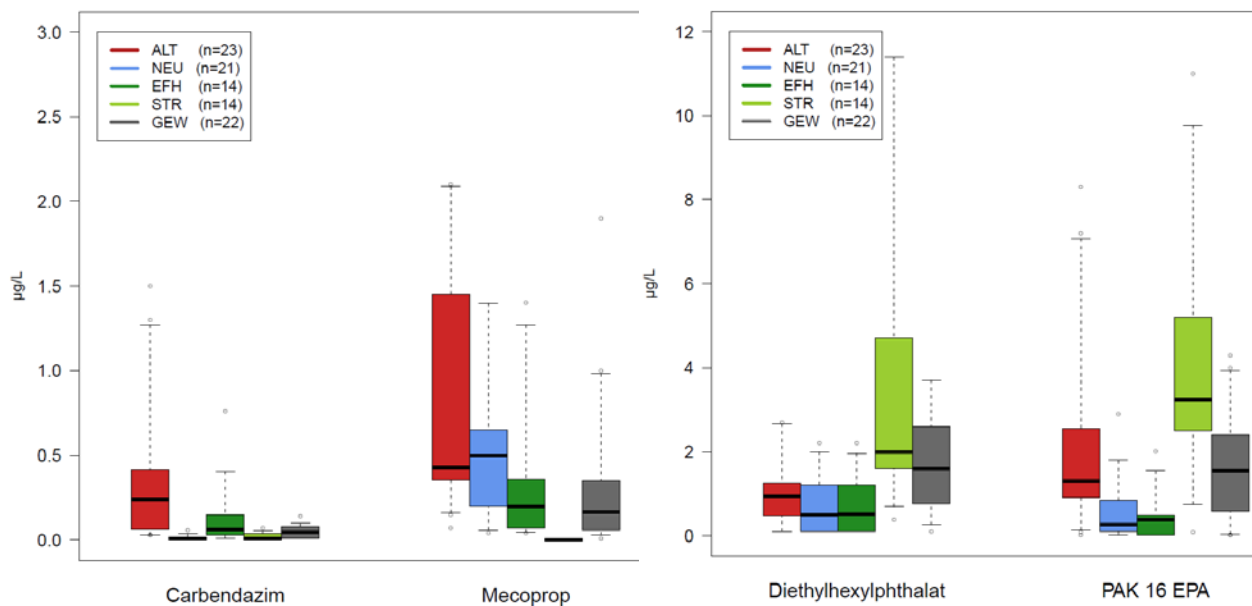 3.0
2.5
2.0
1.5
1.0
0.5
0.0
µg/L
ALT (n=23)
NEU (n=21)
EFH (n=14)
STR (n=14)
GEW (n=22)
Carbendazim
Mecoprop
12
10
8
6
4
2
0
µg/L
ALT (n=23)
NEU (n=21)
EFH (n=14)
STR (n=14)
GEW (n=22)
Diethylhexylphthalat
PAK 16 EPA